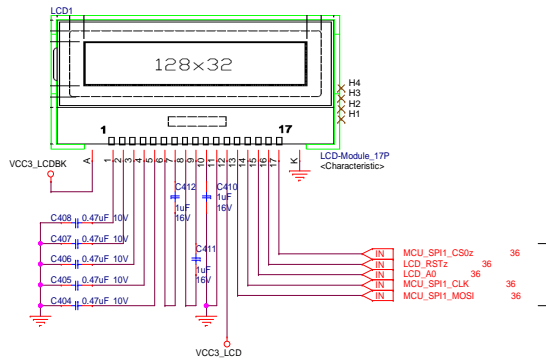 LCD1
128x32
H4
H3
H2
H1
1 17
LCD-Module_17P
<Characteristic>
VCC3_LCDBK
A 1 2 3 4 5 6 7 8 9 10 11 12 13 14 15 16 17 K
C412
1uF
16V
C410
1uF
16V
C411
1uF
16V
C408 0.47uF 10V
C407 0.47uF 10V
C406 0.47uF 10V
C405 0.47uF 10V
C404 0.47uF 10V
IN MCU_SPI1_CS0z 36
IN LCD_RSTz 36
IN LCD_A0 36
IN MCU_SPI1_CLK 36
IN MCU_SPI1_MOSI 36
VCC3_LCD